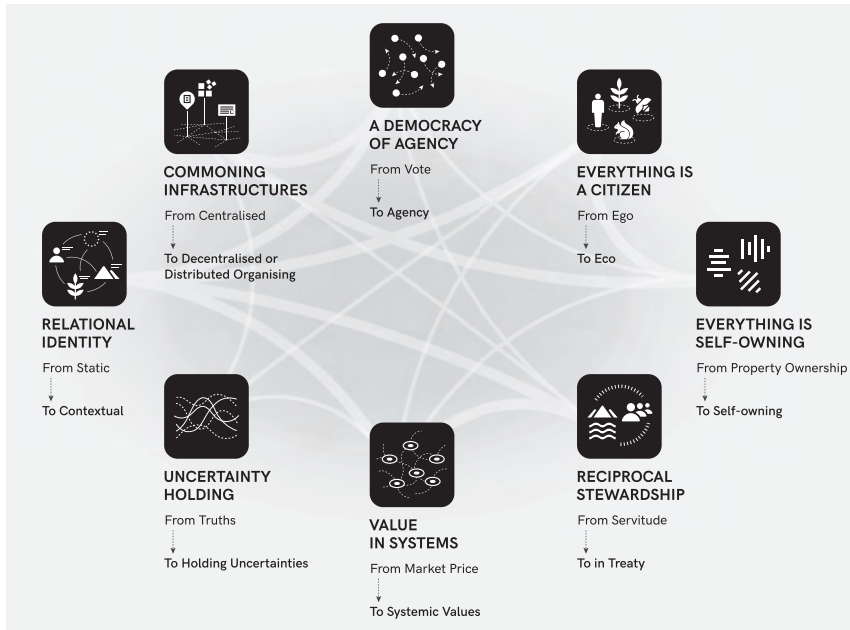 A DEMOCRACY
OF AGENCY
From Vote
To Agency
COMMONING
INFRASTRUCTURES
From Centralised
To Decentralised or
Distributed Organising
EVERYTHING IS
A CITIZEN
From Ego
To Eco
RELATIONAL
IDENTITY
From Static
To Contextual
EVERYTHING IS
SELF-OWNING
From Property Ownership
To Self-owning
UNCERTAINTY
HOLDING
From Truths
To Holding Uncertainties
VALUE
IN SYSTEMS
From Market Price
To Systemic Values
RECIPROCAL
STEWARDSHIP
From Servitude
To in Treaty